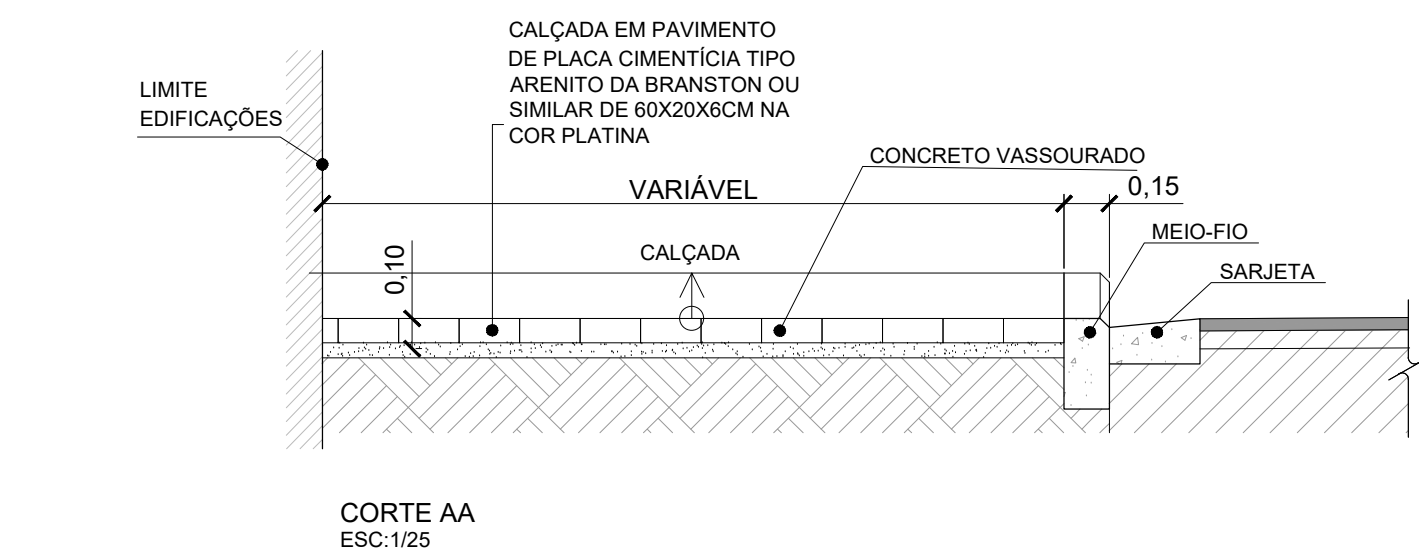 CALÇADA EM PAVIMENTO
DE PLACA CIMENTÍCIA TIPO
ARENITO DA BRANSTON OU
SIMILAR DE 60X20X6CM NA
COR PLATINA
LIMITE
EDIFICAÇÕES
CONCRETO VASSOURADO
VARIÁVEL
0,15
MEIO-FIO
CALÇADA
0,10
SARJETA
CORTE AA
ESC:1/25